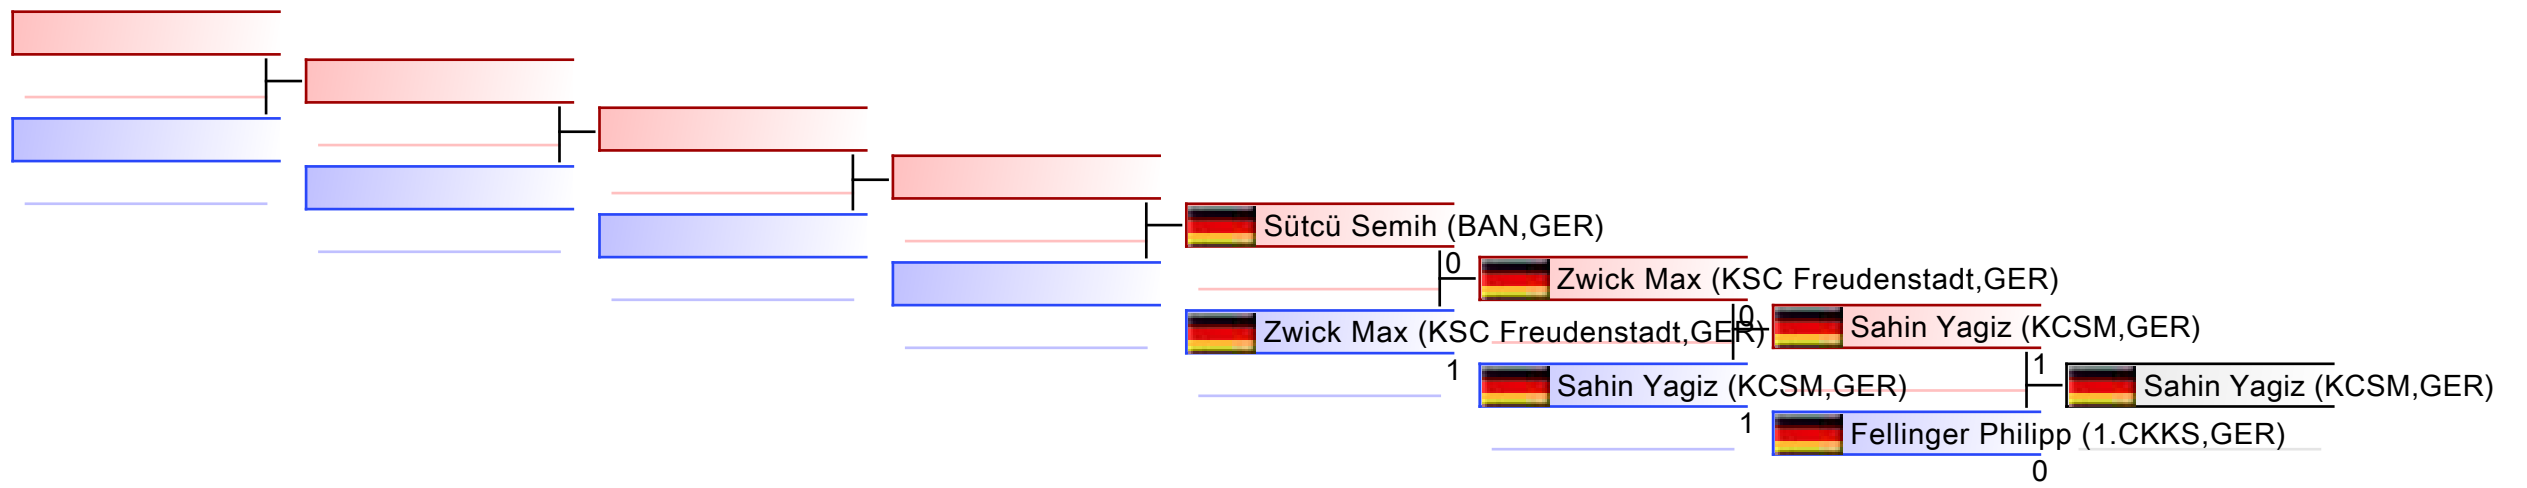 Sütcü Semih (BAN,GER)
0
Zwick Max (KSC Freudenstadt,GER)
Zwick Max (KSC Freudenstadt,GER)
1
0
Sahin Yagiz (KCSM,GER)
Sahin Yagiz (KCSM,GER)
1
1
Sahin Yagiz (KCSM,GER)
Fellinger Philipp (1.CKKS,GER)
0